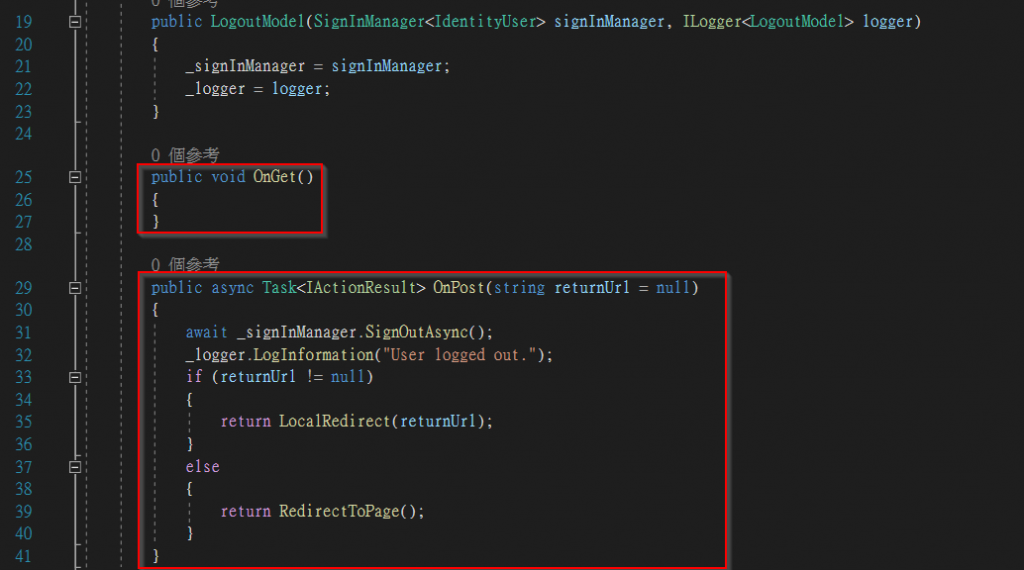 0 個參考
19 public LogoutModel(SignInManager<IdentityUser> signInManager, ILogger<LogoutModel> logger)
20 {
21 _signInManager = signInManager;
22 _logger = logger;
23 }
24
0 個參考
25 public void OnGet()
26 {
27 }
28
0 個參考
29 public async Task<IActionResult> OnPost(string returnUrl = null)
30 {
31 await _signInManager.SignOutAsync();
32 _logger.LogInformation("User logged out.");
33 if (returnUrl != null)
34 {
35 return LocalRedirect(returnUrl);
36 }
37 else
38 {
39 return RedirectToPage();
40 }
41 }